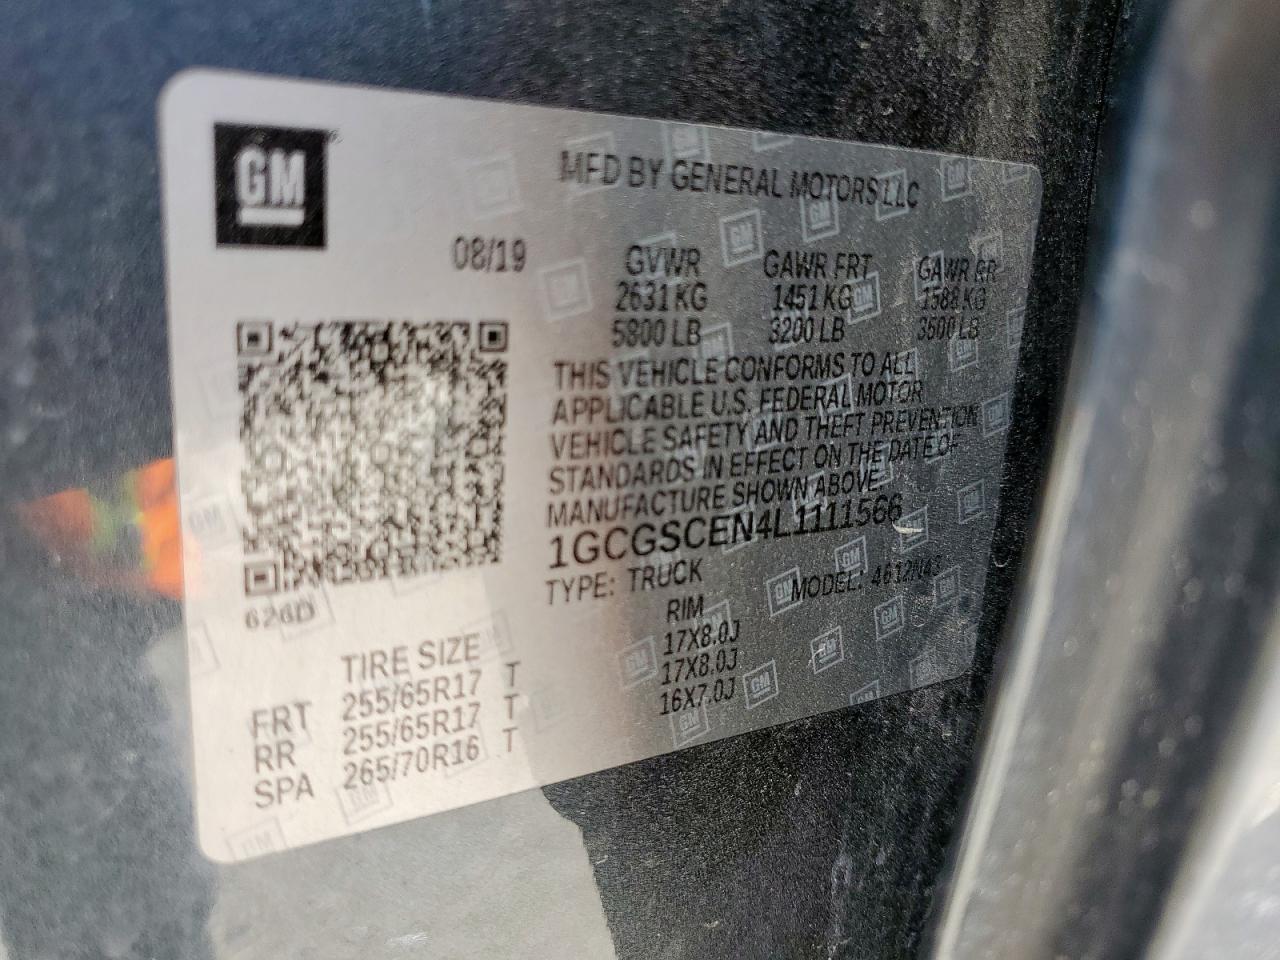 GM
MFD BY GENERAL MOTORS LLC
08/19
GVWR GAWR FRT GAWR RR
2631 KG 1451 KG 1588 KG
5800 LB 3200 LB 3500 LB
THIS VEHICLE CONFORMS TO ALL
APPLICABLE U.S. FEDERAL MOTOR
VEHICLE SAFETY AND THEFT PREVENTION
STANDARDS IN EFFECT ON THE DATE OF
MANUFACTURE SHOWN ABOVE.
1GCGSCEN4L1111566
TYPE: TRUCK MODEL: 4612N43
626D
TIRE SIZE RIM
FRT 255/65R17 T 17X8.0J
RR 255/65R17 T 17X8.0J
SPA 265/70R16 T 16X7.0J